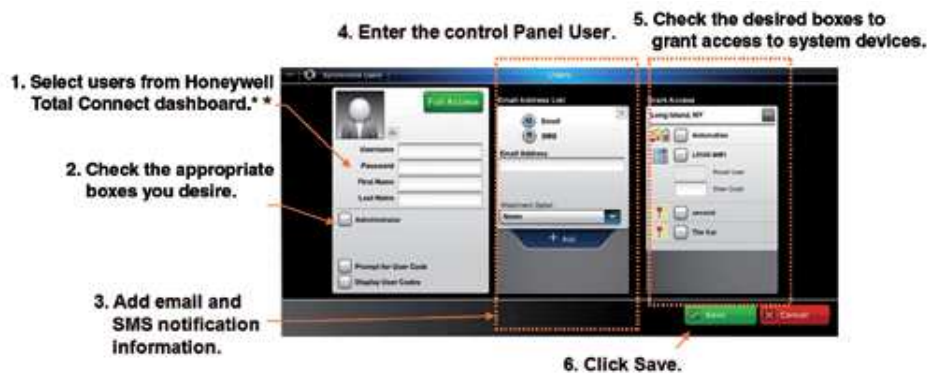 4. Enter the control Panel User.
5. Check the desired boxes to
grant access to system devices.
1. Select users from Honeywell
Total Connect dashboard.**
2. Check the appropriate
boxes you desire.
3. Add email and
SMS notification
information.
6. Click Save.
Synchronize Users
Users
Full Access
Username
Password
First Name
Last Name
Administrator
Prompt for User Code
Display User Codes
Email Address List
Email
SMS
Email Address
None
+ Add
Grant Access
Long Island, NY
Automation
User Code
Save
Cancel